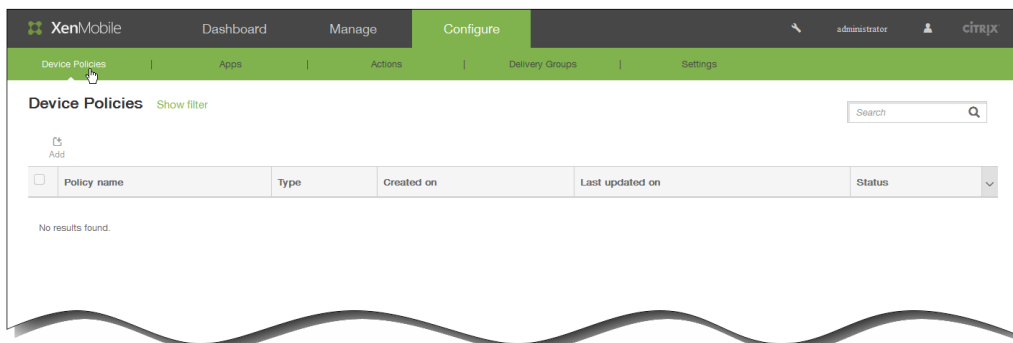 XenMobile Dashboard Manage Configure administrator CITRIX
Device Policies | Apps | Actions | Delivery Groups | Settings
Device Policies Show filter
Search
Add
Policy name Type Created on Last updated on Status
No results found.